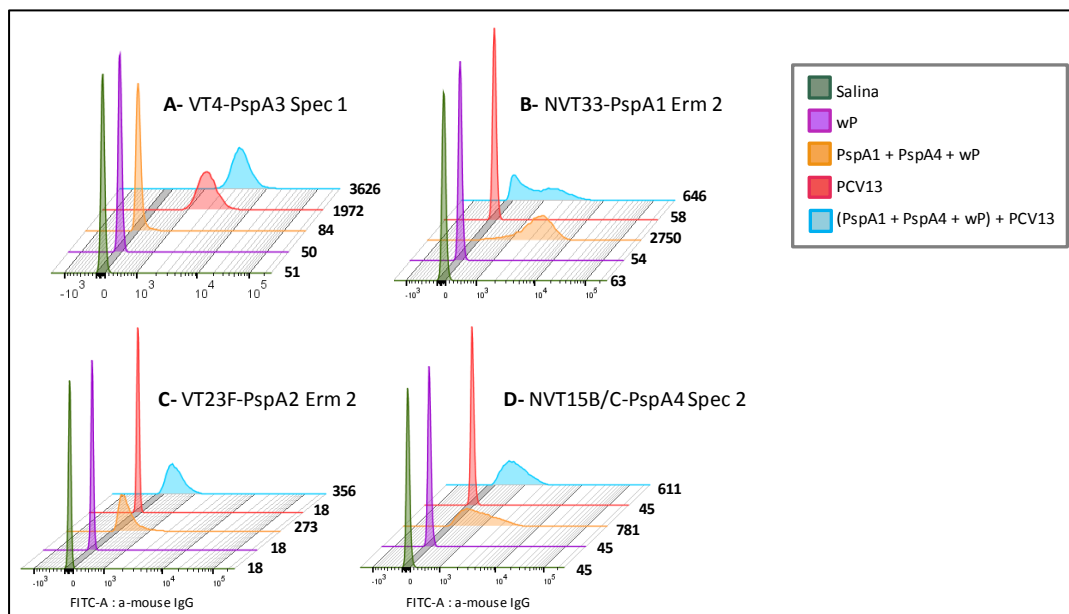 A- VT4-PspA3 Spec 1
3626
1972
84
50
51
-10³ 0 10³ 10⁴ 10⁵
B- NVT33-PspA1 Erm 2
646
58
2750
54
63
-10³ 0 10³ 10⁴ 10⁵
Salina
wP
PspA1 + PspA4 + wP
PCV13
(PspA1 + PspA4 + wP) + PCV13
C- VT23F-PspA2 Erm 2
356
18
273
18
18
-10³ 0 10³ 10⁴ 10⁵
FITC-A : a-mouse IgG
D- NVT15B/C-PspA4 Spec 2
611
45
781
45
45
-10³ 0 10³ 10⁴ 10⁵
FITC-A : a-mouse IgG